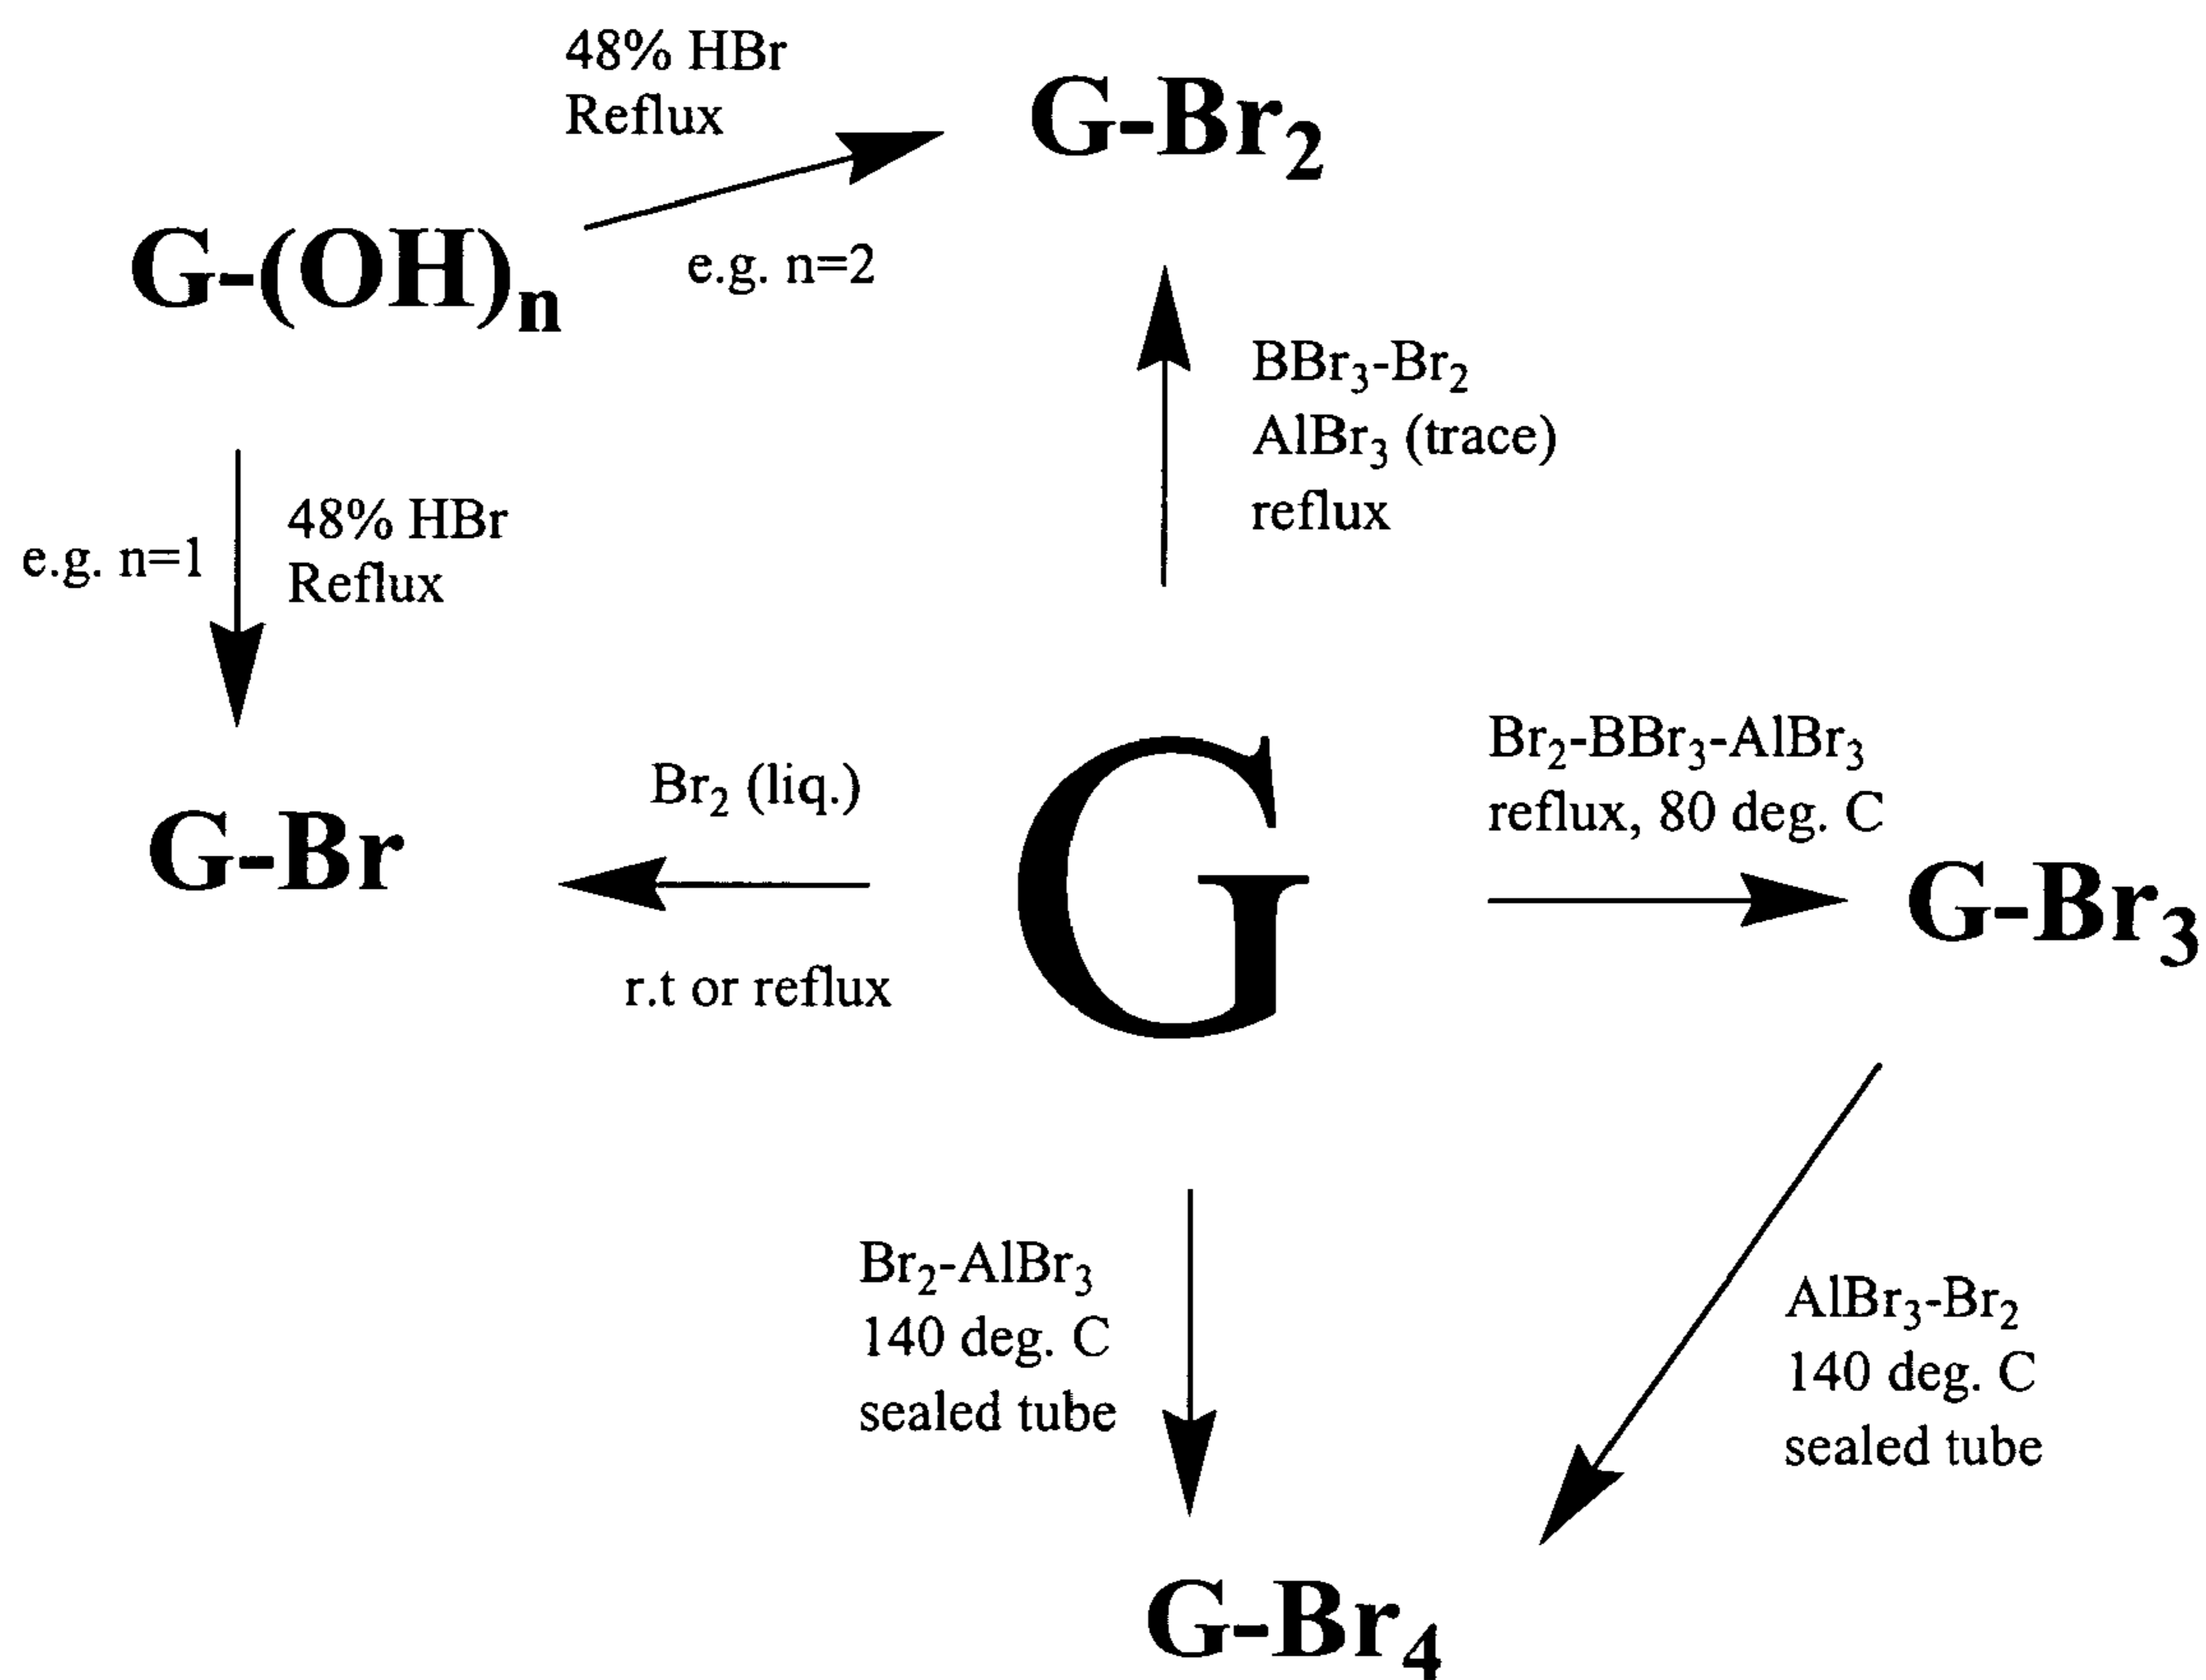 48% HBr
Reflux
G-Br₂
G-(OH)ₙ
e.g. n=2
BBr₃-Br₂
AlBr₃ (trace)
reflux
e.g. n=1
48% HBr
Reflux
Br₂ (liq.)
r.t or reflux
G-Br
G
Br₂-BBr₃-AlBr₃
reflux, 80 deg. C
G-Br₃
Br₂-AlBr₃
140 deg. C
sealed tube
AlBr₃-Br₂
140 deg. C
sealed tube
G-Br₄